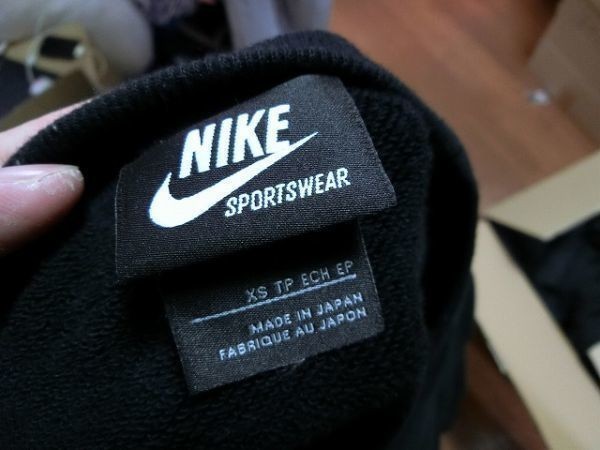 NIKE
SPORTSWEAR
XS TP ECH EP
MADE IN JAPAN
FABRIQUE AU JAPON